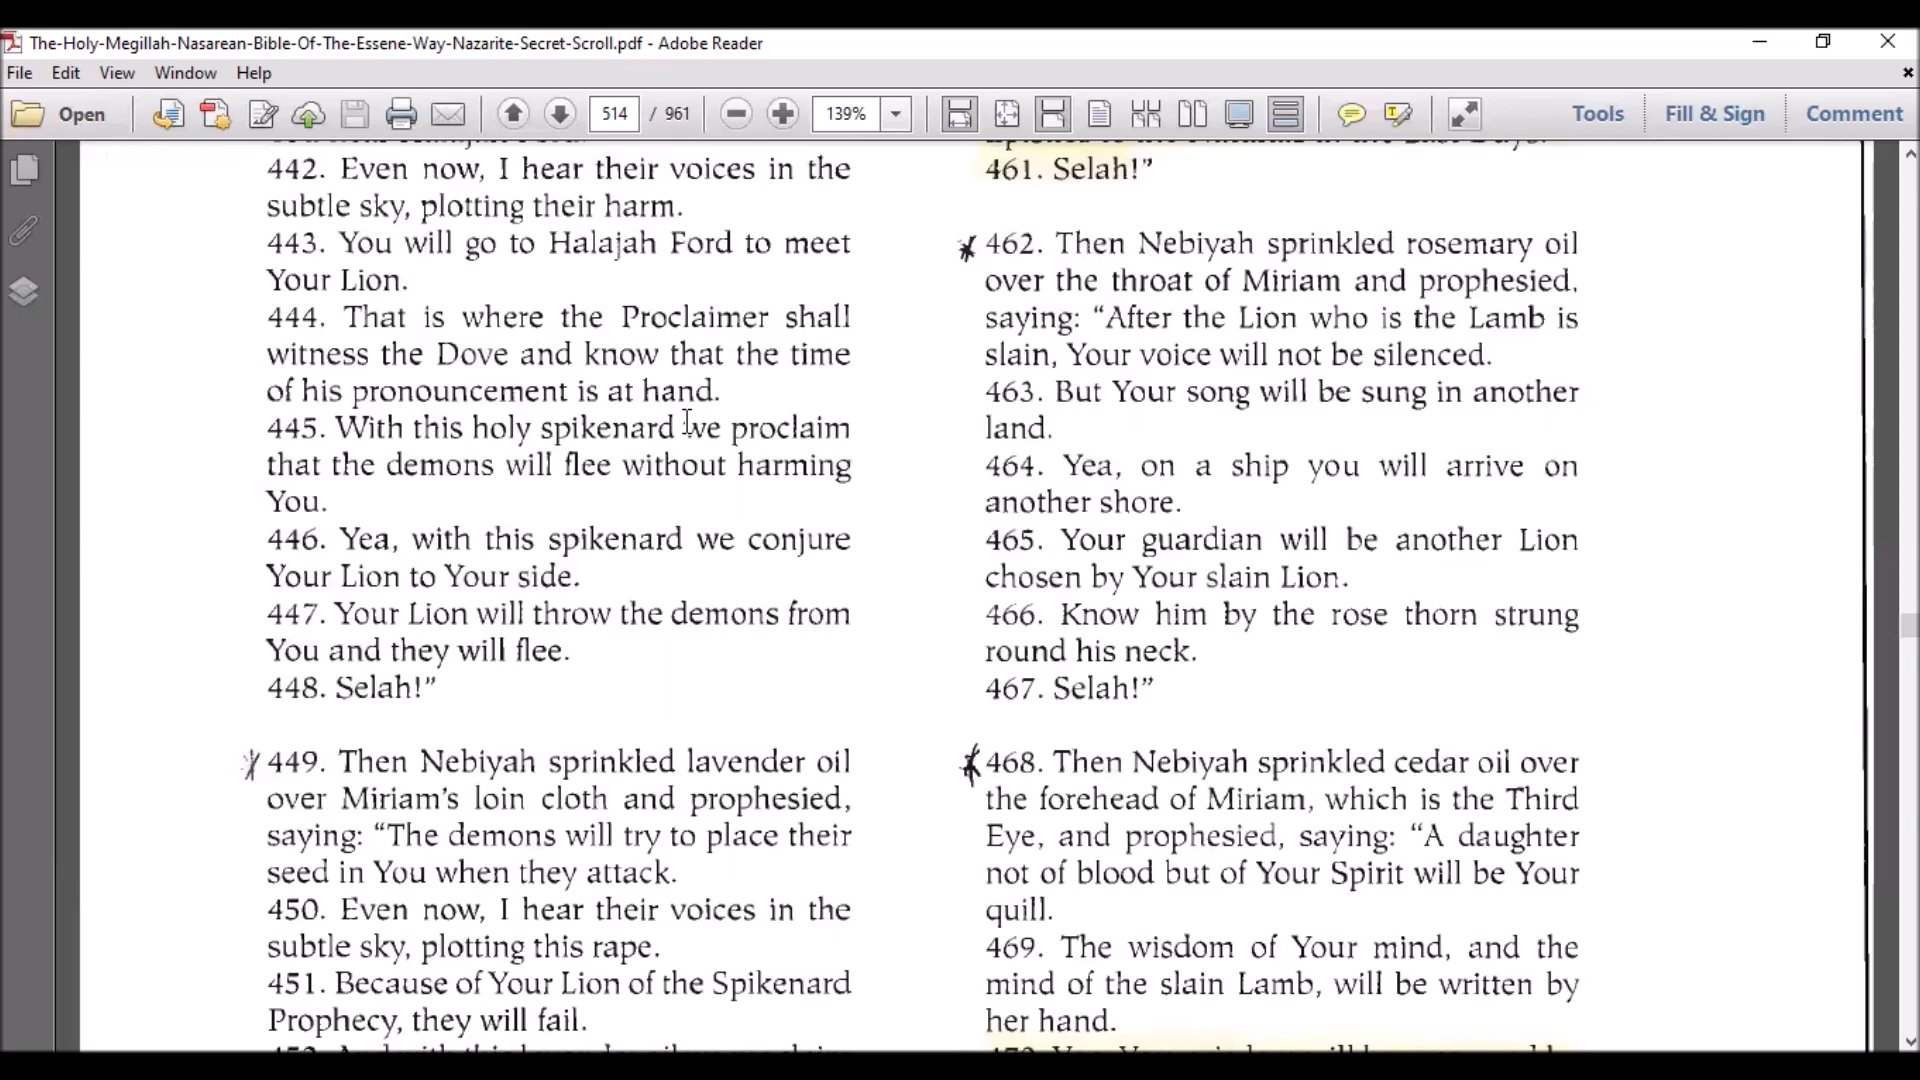 The-Holy-Megillah-Nasarean-Bible-Of-The-Essene-Way-Nazarite-Secret-Scroll.pdf - Adobe Reader
File Edit View Window Help
Open 514 / 961 139% Tools Fill & Sign Comment
442. Even now, I hear their voices in the
subtle sky, plotting their harm.
443. You will go to Halajah Ford to meet
Your Lion.
444. That is where the Proclaimer shall
witness the Dove and know that the time
of his pronouncement is at hand.
445. With this holy spikenard we proclaim
that the demons will flee without harming
You.
446. Yea, with this spikenard we conjure
Your Lion to Your side.
447. Your Lion will throw the demons from
You and they will flee.
448. Selah!”
449. Then Nebiyah sprinkled lavender oil
over Miriam’s loin cloth and prophesied,
saying: “The demons will try to place their
seed in You when they attack.
450. Even now, I hear their voices in the
subtle sky, plotting this rape.
451. Because of Your Lion of the Spikenard
Prophecy, they will fail.
461. Selah!”
462. Then Nebiyah sprinkled rosemary oil
over the throat of Miriam and prophesied,
saying: “After the Lion who is the Lamb is
slain, Your voice will not be silenced.
463. But Your song will be sung in another
land.
464. Yea, on a ship you will arrive on
another shore.
465. Your guardian will be another Lion
chosen by Your slain Lion.
466. Know him by the rose thorn strung
round his neck.
467. Selah!”
468. Then Nebiyah sprinkled cedar oil over
the forehead of Miriam, which is the Third
Eye, and prophesied, saying: “A daughter
not of blood but of Your Spirit will be Your
quill.
469. The wisdom of Your mind, and the
mind of the slain Lamb, will be written by
her hand.